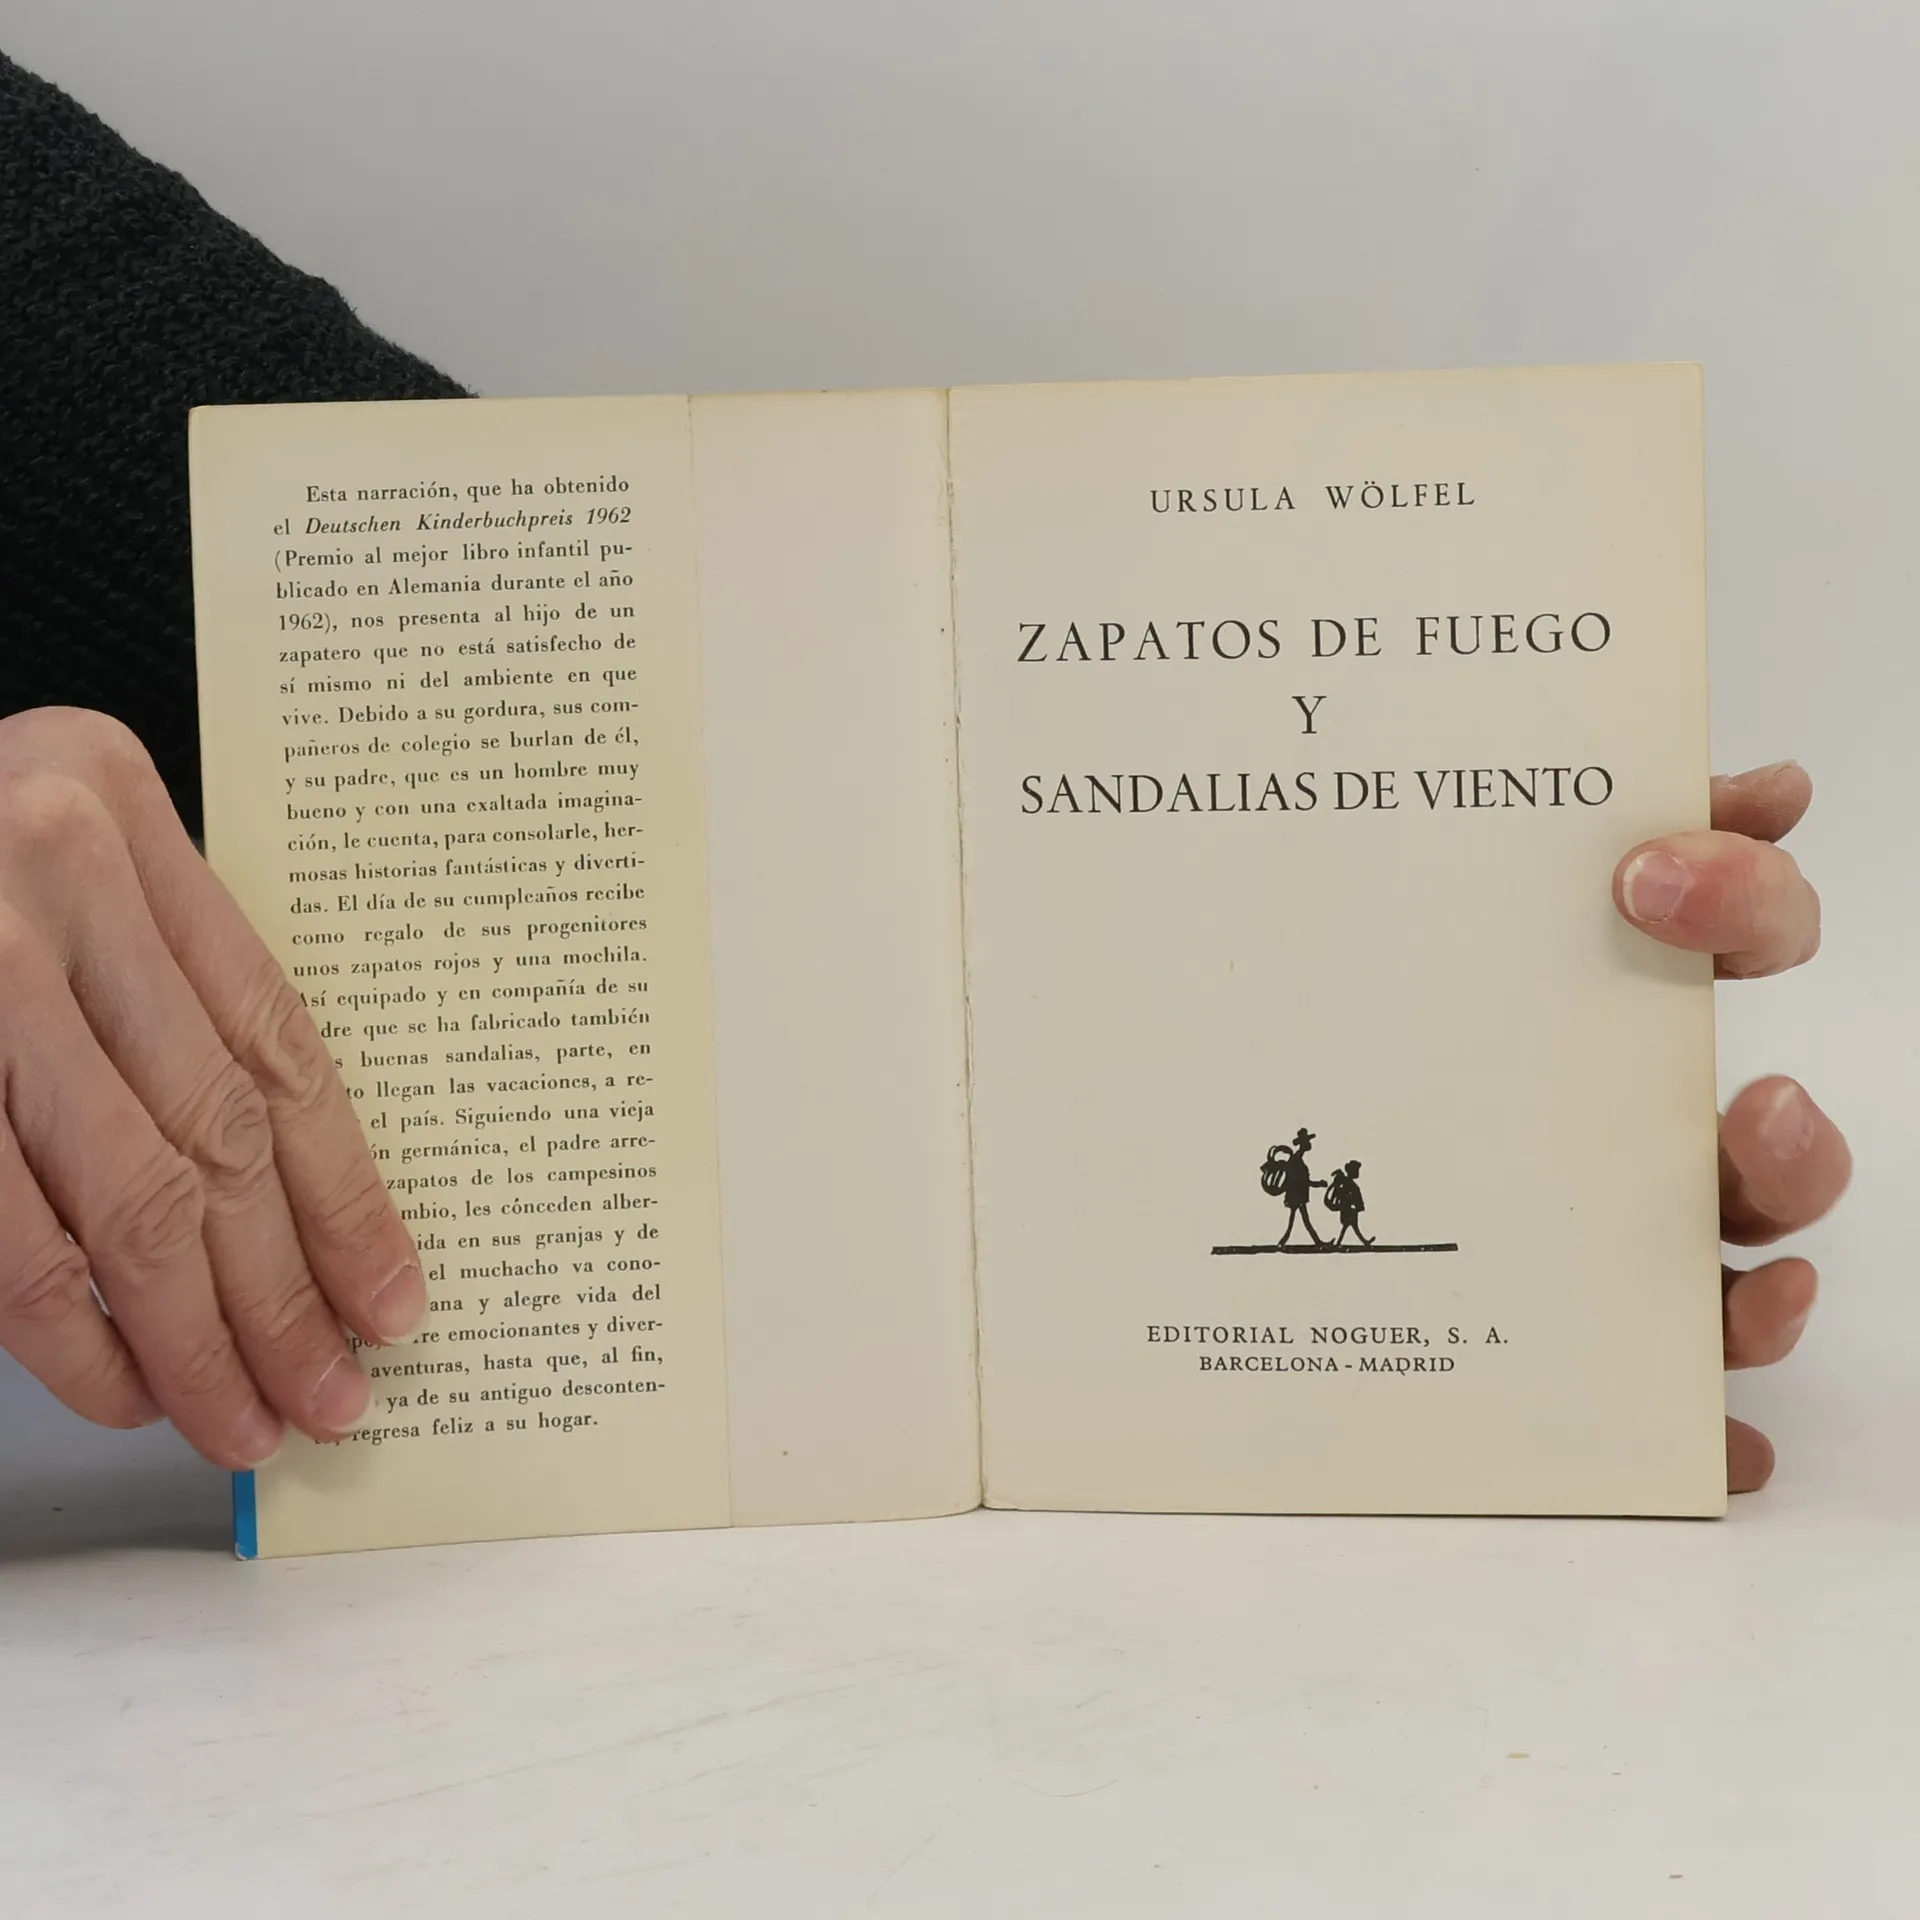 Esta narración, que ha obtenido
el Deutschen Kinderbuchpreis 1962
(Premio al mejor libro infantil pu-
blicado en Alemania durante el año
1962), nos presenta al hijo de un
zapatero que no está satisfecho de
sí mismo ni del ambiente en que
vive. Debido a su gordura, sus com-
pañeros de colegio se burlan de él,
y su padre, que es un hombre muy
bueno y con una exaltada imagina-
ción, le cuenta, para consolarle, her-
mosas historias fantásticas y diverti-
das. El día de su cumpleaños recibe
como regalo de sus progenitores
unos zapatos rojos y una mochila.
Así equipado y en compañía de su
dre que se ha fabricado también
s buenas sandalias, parte, en
to llegan las vacaciones, a re-
el país. Siguiendo una vieja
ón germánica, el padre arre-
zapatos de los campesinos
mbio, les cónceden alber-
ida en sus granjas y de
el muchacho va cono-
ana y alegre vida del
re emocionantes y diver-
aventuras, hasta que, al fin,
ya de su antiguo desconten-
regresa feliz a su hogar.
URSULA WÖLFEL
ZAPATOS DE FUEGO
Y
SANDALIAS DE VIENTO
EDITORIAL NOGUER, S. A.
BARCELONA - MADRID